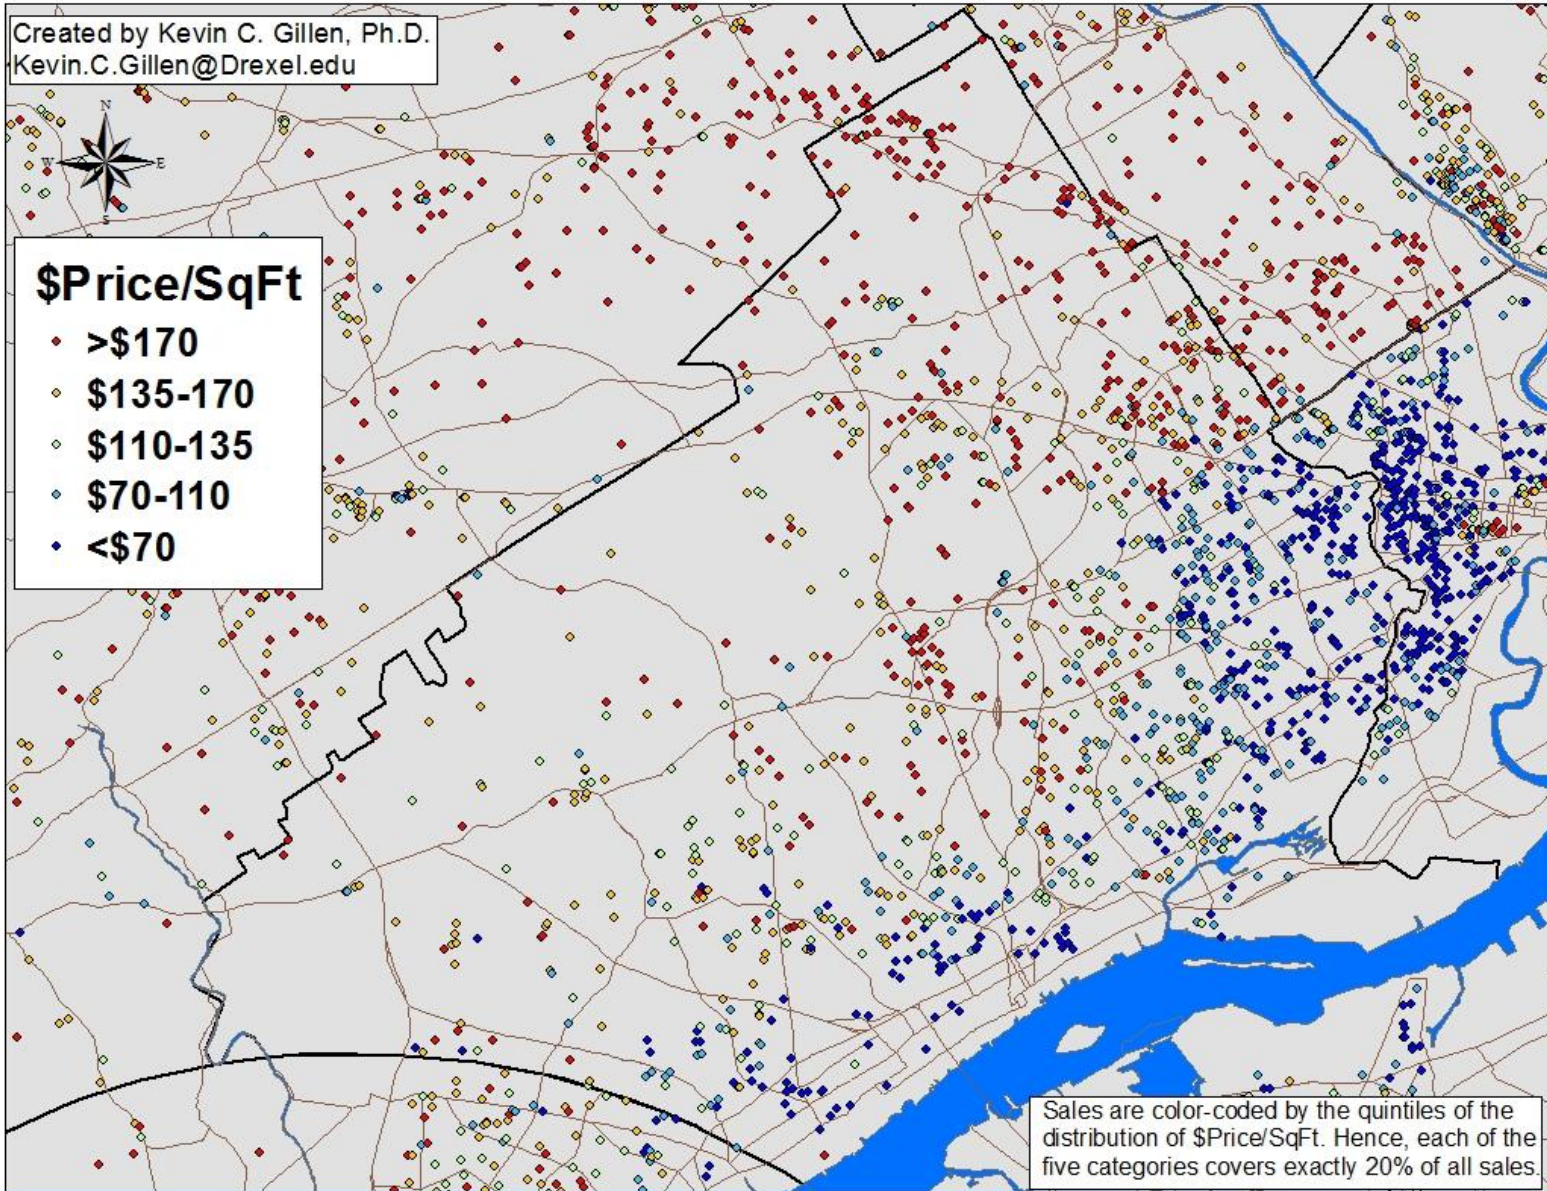 Created by Kevin C. Gillen, Ph.D.
Kevin.C.Gillen@Drexel.edu
N
W
E
S
$Price/SqFt
>$170
$135-170
$110-135
$70-110
<$70
Sales are color-coded by the quintiles of the
distribution of $Price/SqFt. Hence, each of the
five categories covers exactly 20% of all sales.